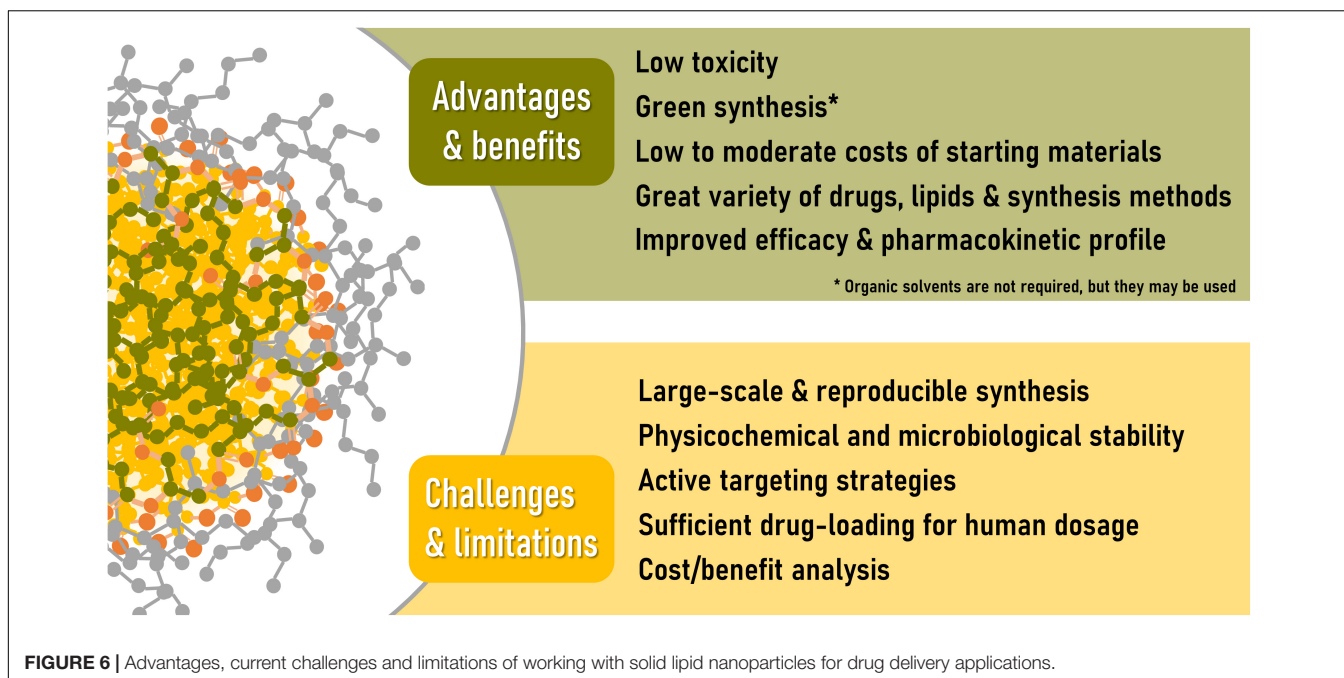 Advantages
& benefits
Low toxicity
Green synthesis*
Low to moderate costs of starting materials
Great variety of drugs, lipids & synthesis methods
Improved efficacy & pharmacokinetic profile
* Organic solvents are not required, but they may be used
Challenges
& limitations
Large-scale & reproducible synthesis
Physicochemical and microbiological stability
Active targeting strategies
Sufficient drug-loading for human dosage
Cost/benefit analysis
FIGURE 6 | Advantages, current challenges and limitations of working with solid lipid nanoparticles for drug delivery applications.